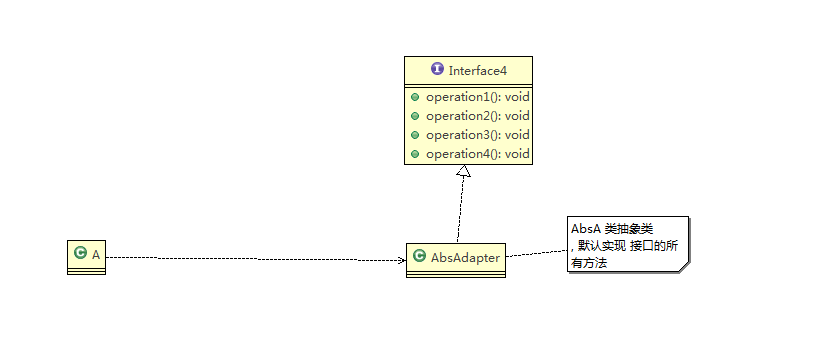 I Interface4
operation1(): void
operation2(): void
operation3(): void
operation4(): void
C A
C AbsAdapter
AbsA 类抽象类
, 默认实现 接口的所
有方法